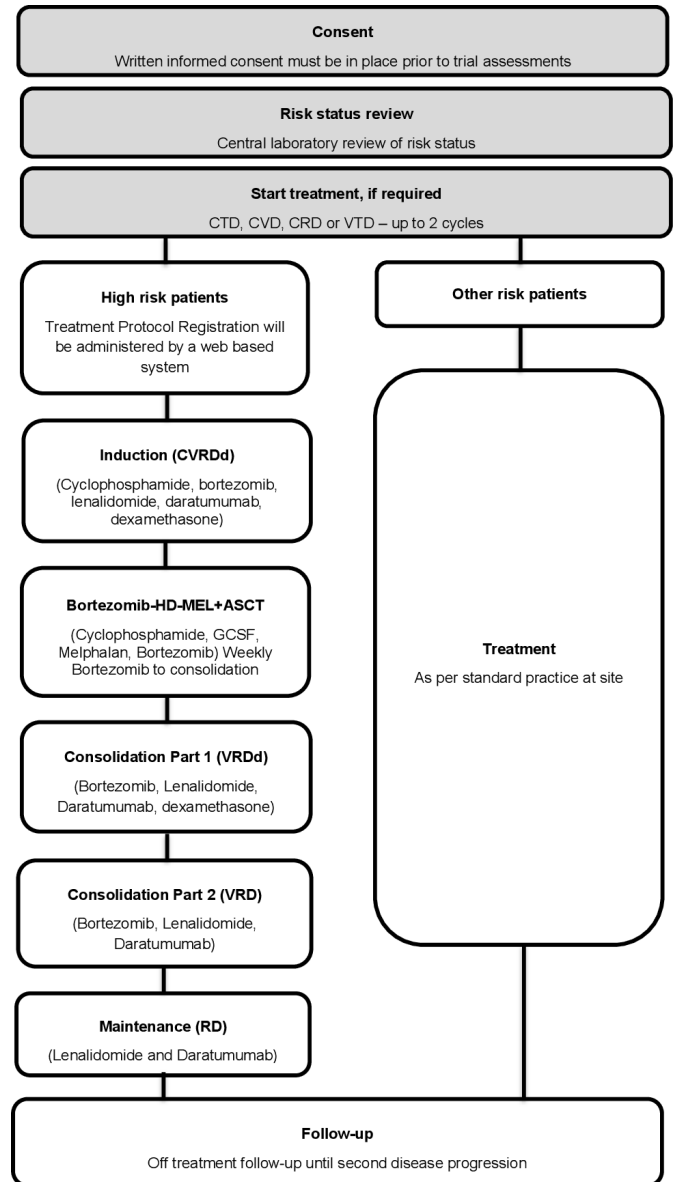 Consent
Written informed consent must be in place prior to trial assessments
Risk status review
Central laboratory review of risk status
Start treatment, if required
CTD, CVD, CRD or VTD – up to 2 cycles
High risk patients
Treatment Protocol Registration will
be administered by a web based
system
Other risk patients
Induction (CVRDd)
(Cyclophosphamide, bortezomib,
lenalidomide, daratumumab,
dexamethasone)
Bortezomib-HD-MEL+ASCT
(Cyclophosphamide, GCSF,
Melphalan, Bortezomib) Weekly
Bortezomib to consolidation
Treatment
As per standard practice at site
Consolidation Part 1 (VRDd)
(Bortezomib, Lenalidomide,
Daratumumab, dexamethasone)
Consolidation Part 2 (VRD)
(Bortezomib, Lenalidomide,
Daratumumab)
Maintenance (RD)
(Lenalidomide and Daratumumab)
Follow-up
Off treatment follow-up until second disease progression